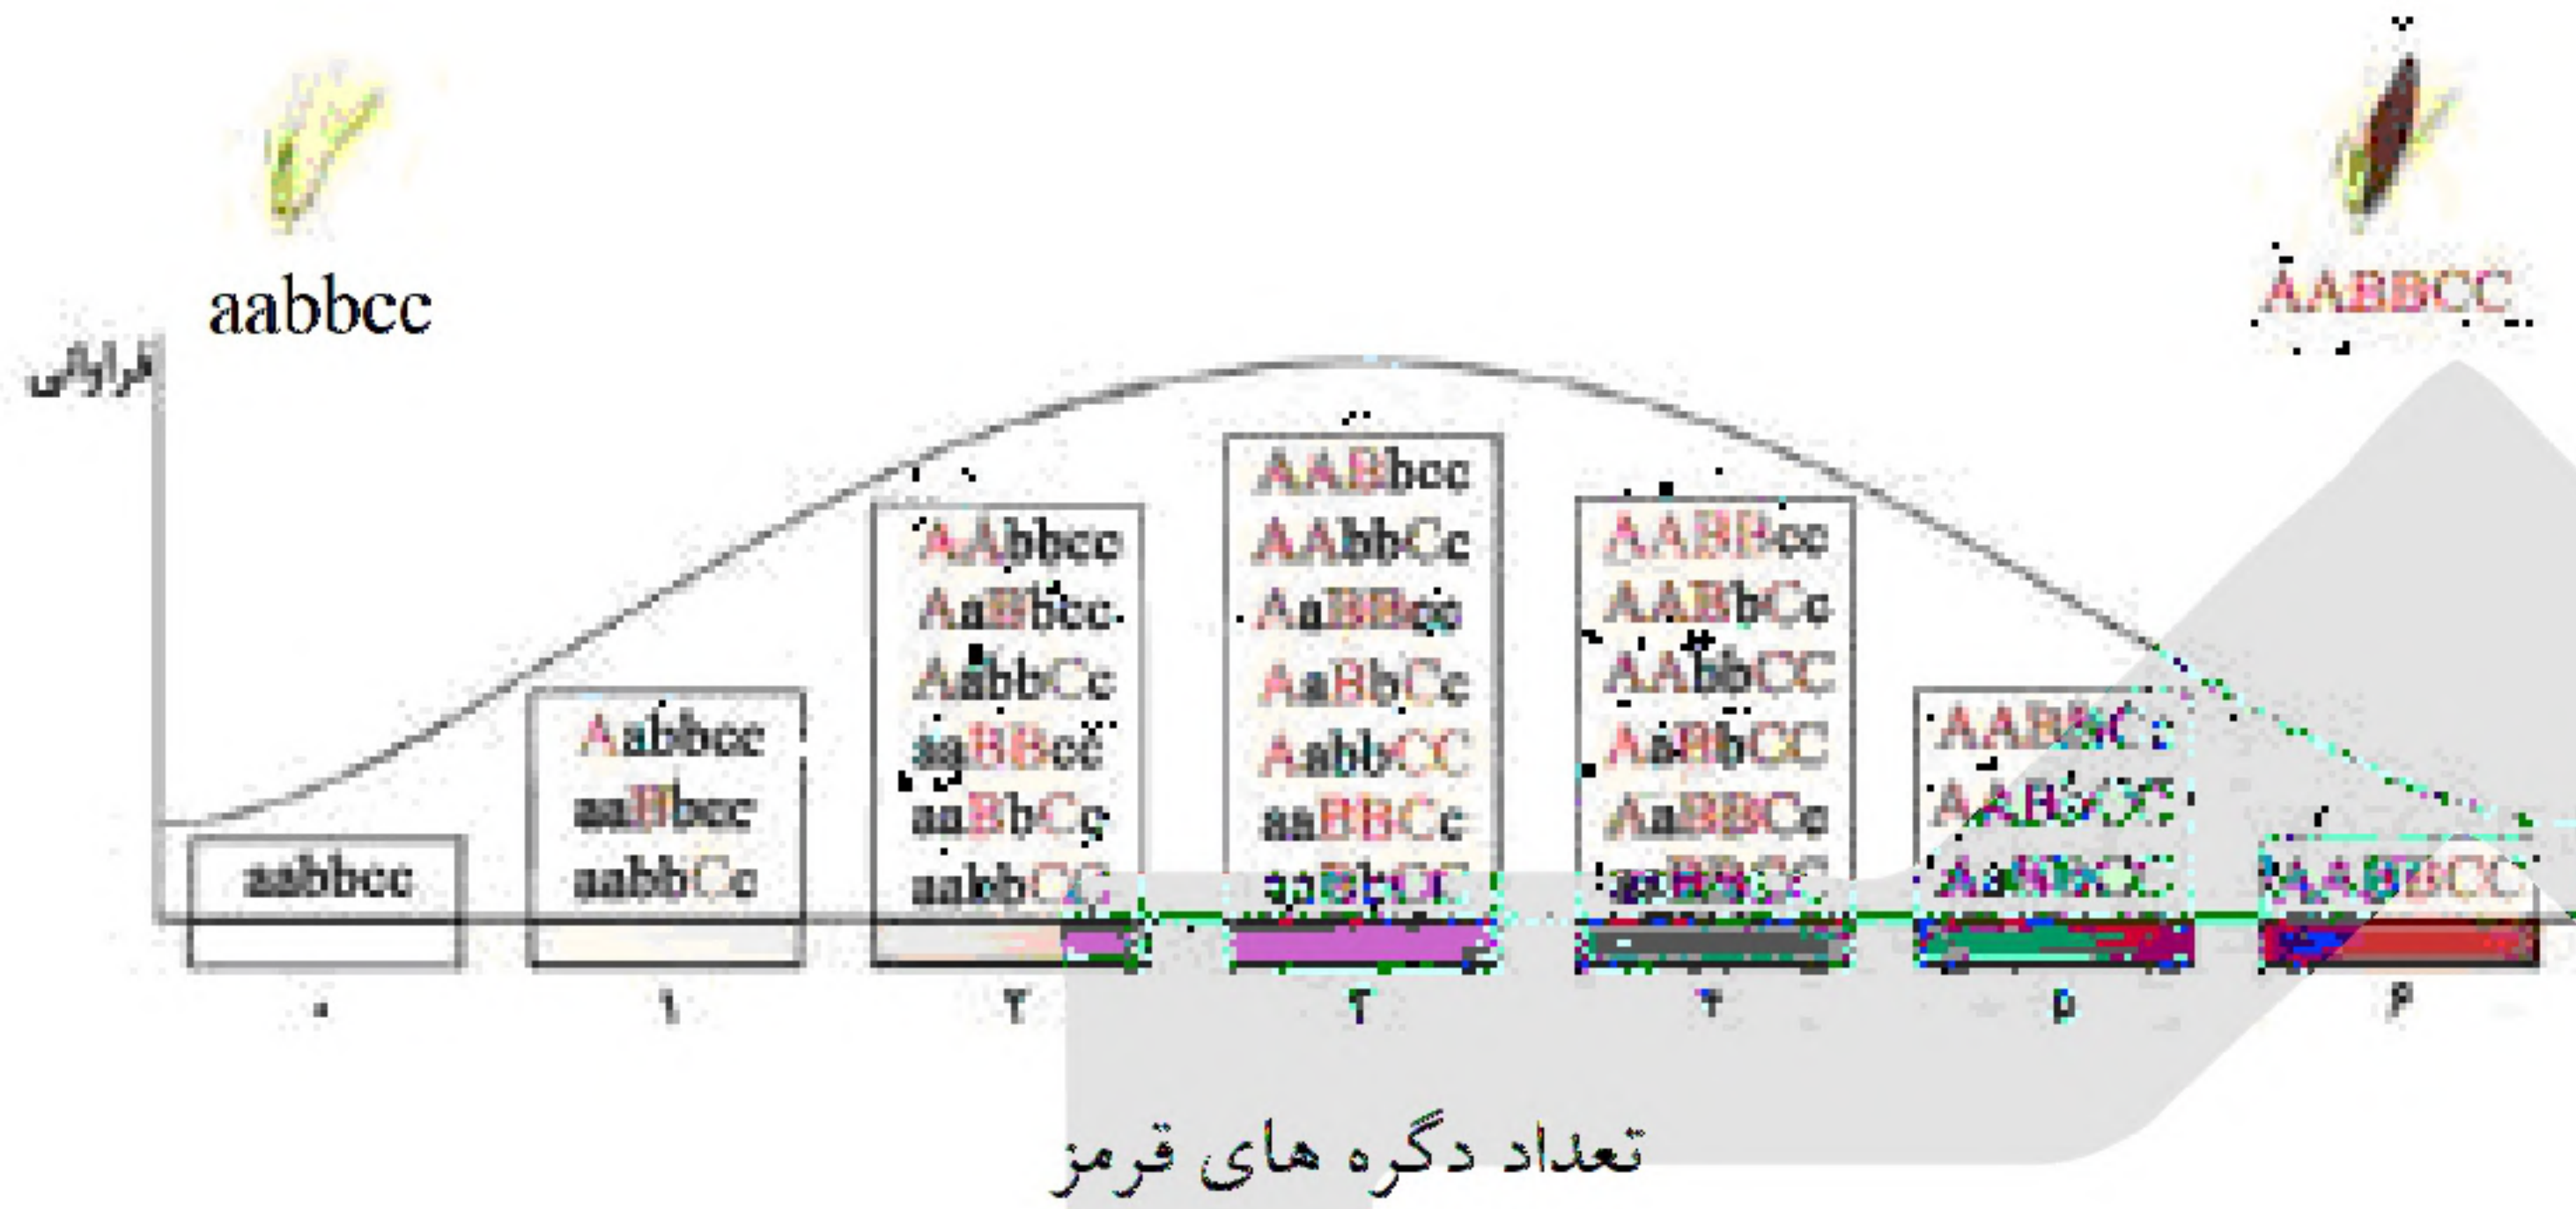 aabbcc
AABBCC
فراوانی
aabbcc
Aabbcc
aaBbcc
aabbCc
AAbbcc
AaBbcc
AabbCc
aaBBcc
aaBbCc
aabbCC
AABbcc
AAbbCc
AaBBcc
AaBbCc
AabbCC
aaBBCc
aaBbCC
AABBcc
AABbCc
AAbbCC
AaBbCC
AaBBCc
aaBBCC
AABBCc
AABbCC
AaBBCC
AABBCC
۰ ۱ ۲ ۳ ۴ ۵ ۶
تعداد دگره های قرمز